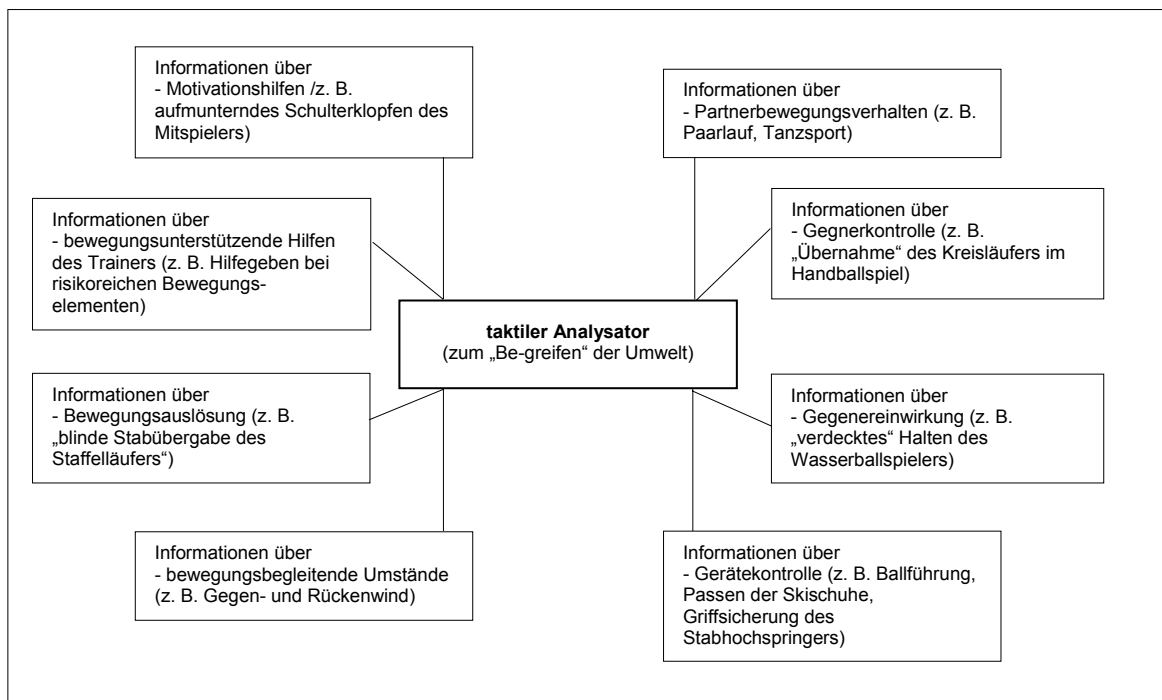 Informationen über
- Motivationshilfen /z. B.
aufmunterndes Schulterklopfen des
Mitspielers)
Informationen über
- Partnerbewegungsverhalten (z. B.
Paarlauf, Tanzsport)
Informationen über
- bewegungsunterstützende Hilfen
des Trainers (z. B. Hilfegeben bei
risikoreichen Bewegungs-
elementen)
Informationen über
- Gegnerkontrolle (z. B.
„Übernahme“ des Kreisläufers im
Handballspiel)
taktiler Analysator
(zum „Be-greifen“ der Umwelt)
Informationen über
- Bewegungsauslösung (z. B.
„blinde Stabübergabe des
Staffelläufers“)
Informationen über
- Gegenereinwirkung (z. B.
„verdecktes“ Halten des
Wasserballspielers)
Informationen über
- bewegungsbegleitende Umstände
(z. B. Gegen- und Rückenwind)
Informationen über
- Gerätekontrolle (z. B. Ballführung,
Passen der Skischuhe,
Griffsicherung des
Stabhochspringers)